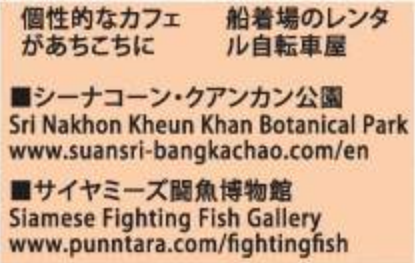 個性的なカフェ
があちこちに
船着場のレンタ
ル自転車屋
■シーナコーン・クアンカン公園
Sri Nakhon Kheun Khan Botanical Park
www.suansri-bangkachao.com/en
■サイヤミーズ闘魚博物館
Siamese Fighting Fish Gallery
www.punntara.com/fightingfish